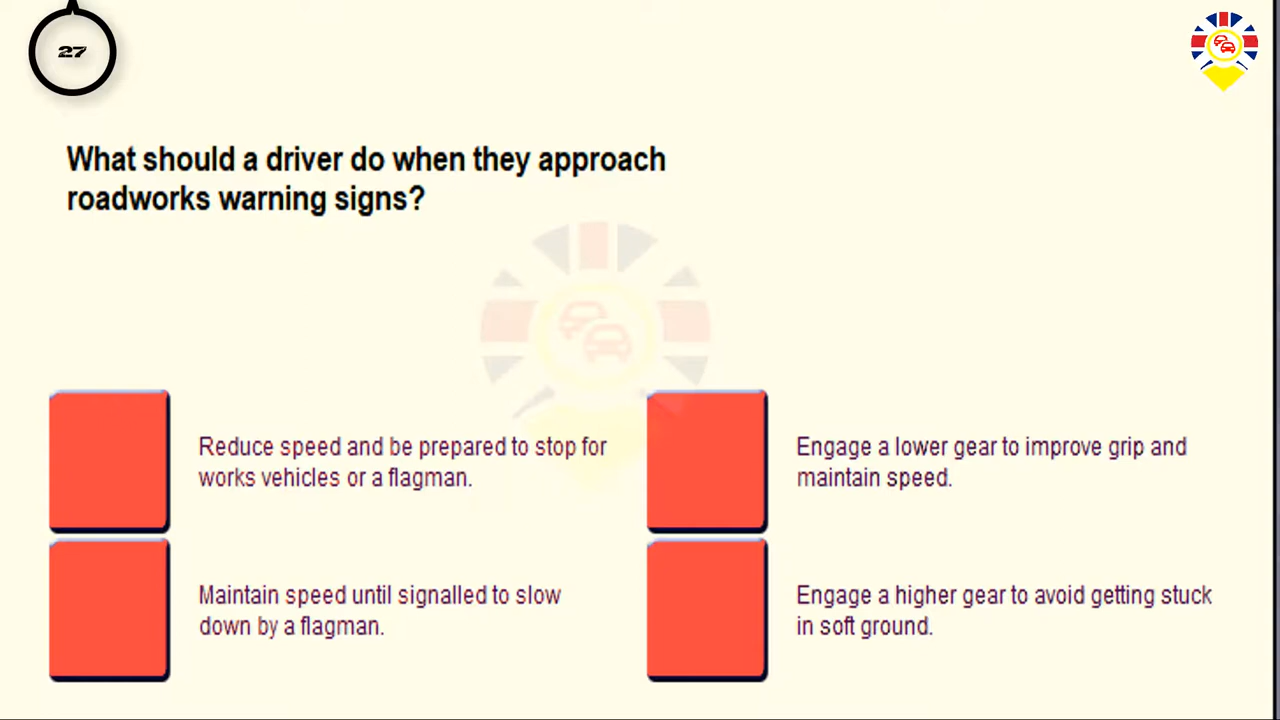 27
What should a driver do when they approach
roadworks warning signs?
Reduce speed and be prepared to stop for
works vehicles or a flagman.
Engage a lower gear to improve grip and
maintain speed.
Maintain speed until signalled to slow
down by a flagman.
Engage a higher gear to avoid getting stuck
in soft ground.